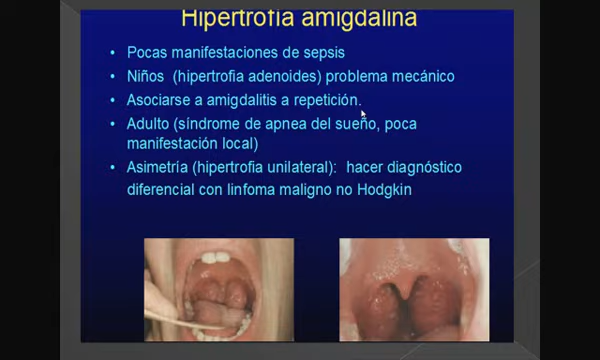 Hipertrofía amigdalina
• Pocas manifestaciones de sepsis
• Niños (hipertrofia adenoides) problema mecánico
• Asociarse a amigdalitis a repetición.
• Adulto (síndrome de apnea del sueño, poca
manifestación local)
• Asimetría (hipertrofia unilateral): hacer diagnóstico
diferencial con linfoma maligno no Hodgkin